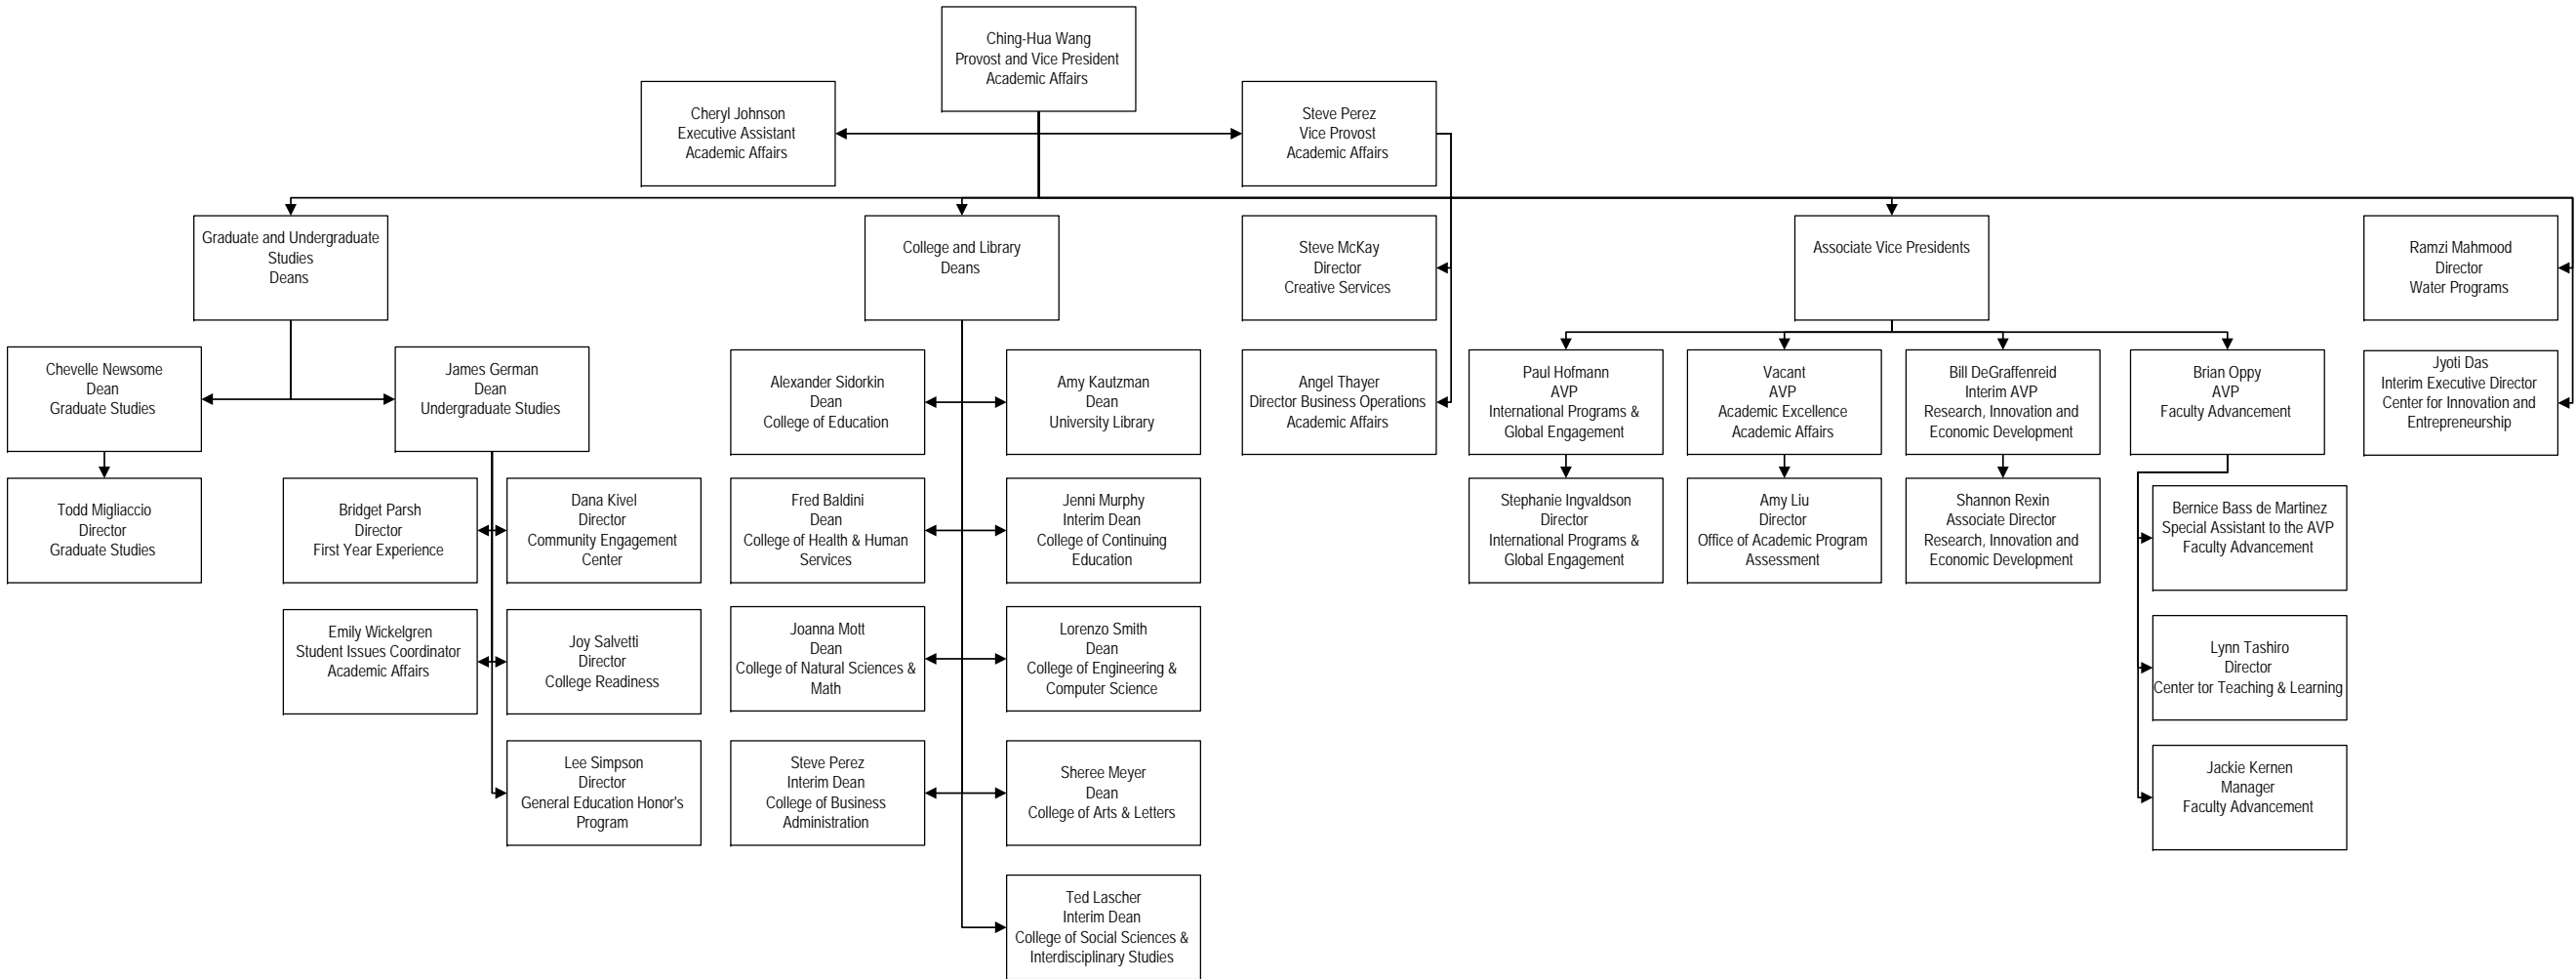 Ching-Hua Wang
Provost and Vice President
Academic Affairs
Cheryl Johnson
Executive Assistant
Academic Affairs
Steve Perez
Vice Provost
Academic Affairs
Graduate and Undergraduate
Studies
Deans
College and Library
Deans
Steve McKay
Director
Creative Services
Associate Vice Presidents
Ramzi Mahmood
Director
Water Programs
Chevelle Newsome
Dean
Graduate Studies
James German
Dean
Undergraduate Studies
Alexander Sidorkin
Dean
College of Education
Amy Kautzman
Dean
University Library
Angel Thayer
Director Business Operations
Academic Affairs
Paul Hofmann
AVP
International Programs &
Global Engagement
Vacant
AVP
Academic Excellence
Academic Affairs
Bill DeGraffenreid
Interim AVP
Research, Innovation and
Economic Development
Brian Oppy
AVP
Faculty Advancement
Jyoti Das
Interim Executive Director
Center for Innovation and
Entrepreneurship
Todd Migliaccio
Director
Graduate Studies
Bridget Parsh
Director
First Year Experience
Dana Kivel
Director
Community Engagement
Center
Fred Baldini
Dean
College of Health & Human
Services
Jenni Murphy
Interim Dean
College of Continuing
Education
Stephanie Ingvaldson
Director
International Programs &
Global Engagement
Amy Liu
Director
Office of Academic Program
Assessment
Shannon Rexin
Associate Director
Research, Innovation and
Economic Development
Bernice Bass de Martinez
Special Assistant to the AVP
Faculty Advancement
Emily Wickelgren
Student Issues Coordinator
Academic Affairs
Joy Salvetti
Director
College Readiness
Joanna Mott
Dean
College of Natural Sciences &
Math
Lorenzo Smith
Dean
College of Engineering &
Computer Science
Lynn Tashiro
Director
Center tor Teaching & Learning
Lee Simpson
Director
General Education Honor's
Program
Steve Perez
Interim Dean
College of Business
Administration
Sheree Meyer
Dean
College of Arts & Letters
Jackie Kernen
Manager
Faculty Advancement
Ted Lascher
Interim Dean
College of Social Sciences &
Interdisciplinary Studies